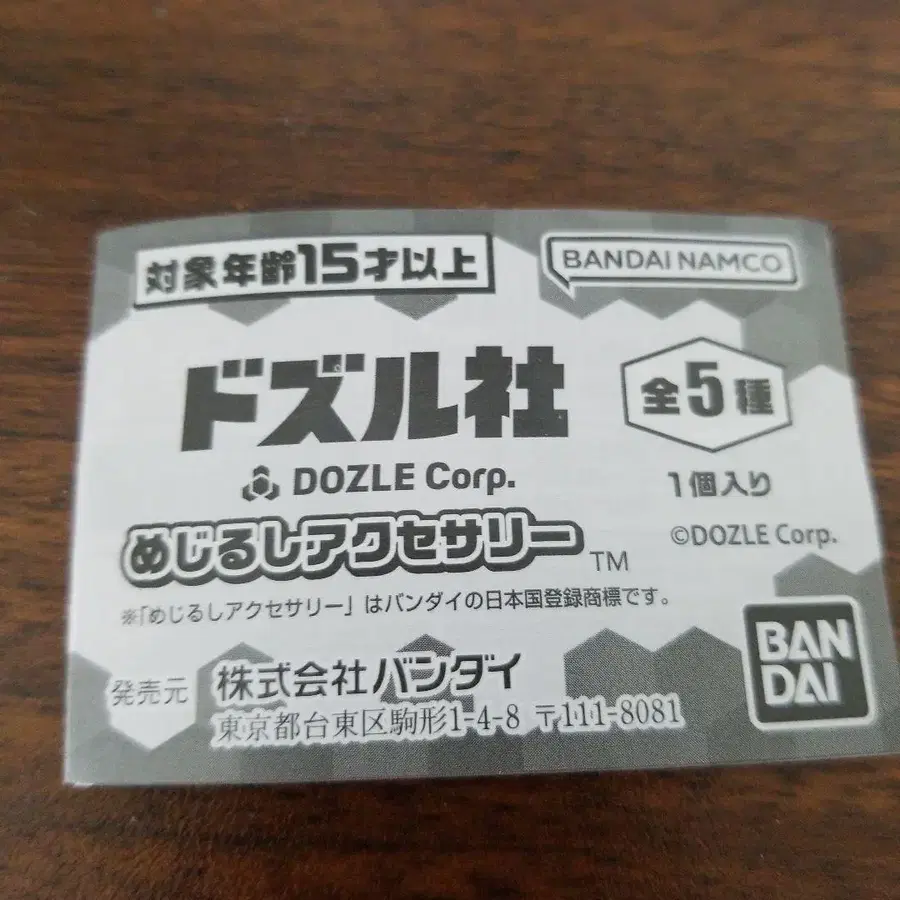 対象年齢15才以上
BANDAI NAMCO
ドズル社
全5種
DOZLE Corp.
1個入り
めじるしアクセサリー TM
©DOZLE Corp.
※「めじるしアクセサリー」はバンダイの日本国登録商標です。
発売元 株式会社バンダイ
東京都台東区駒形1-4-8 〒111-8081
BAN
DAI